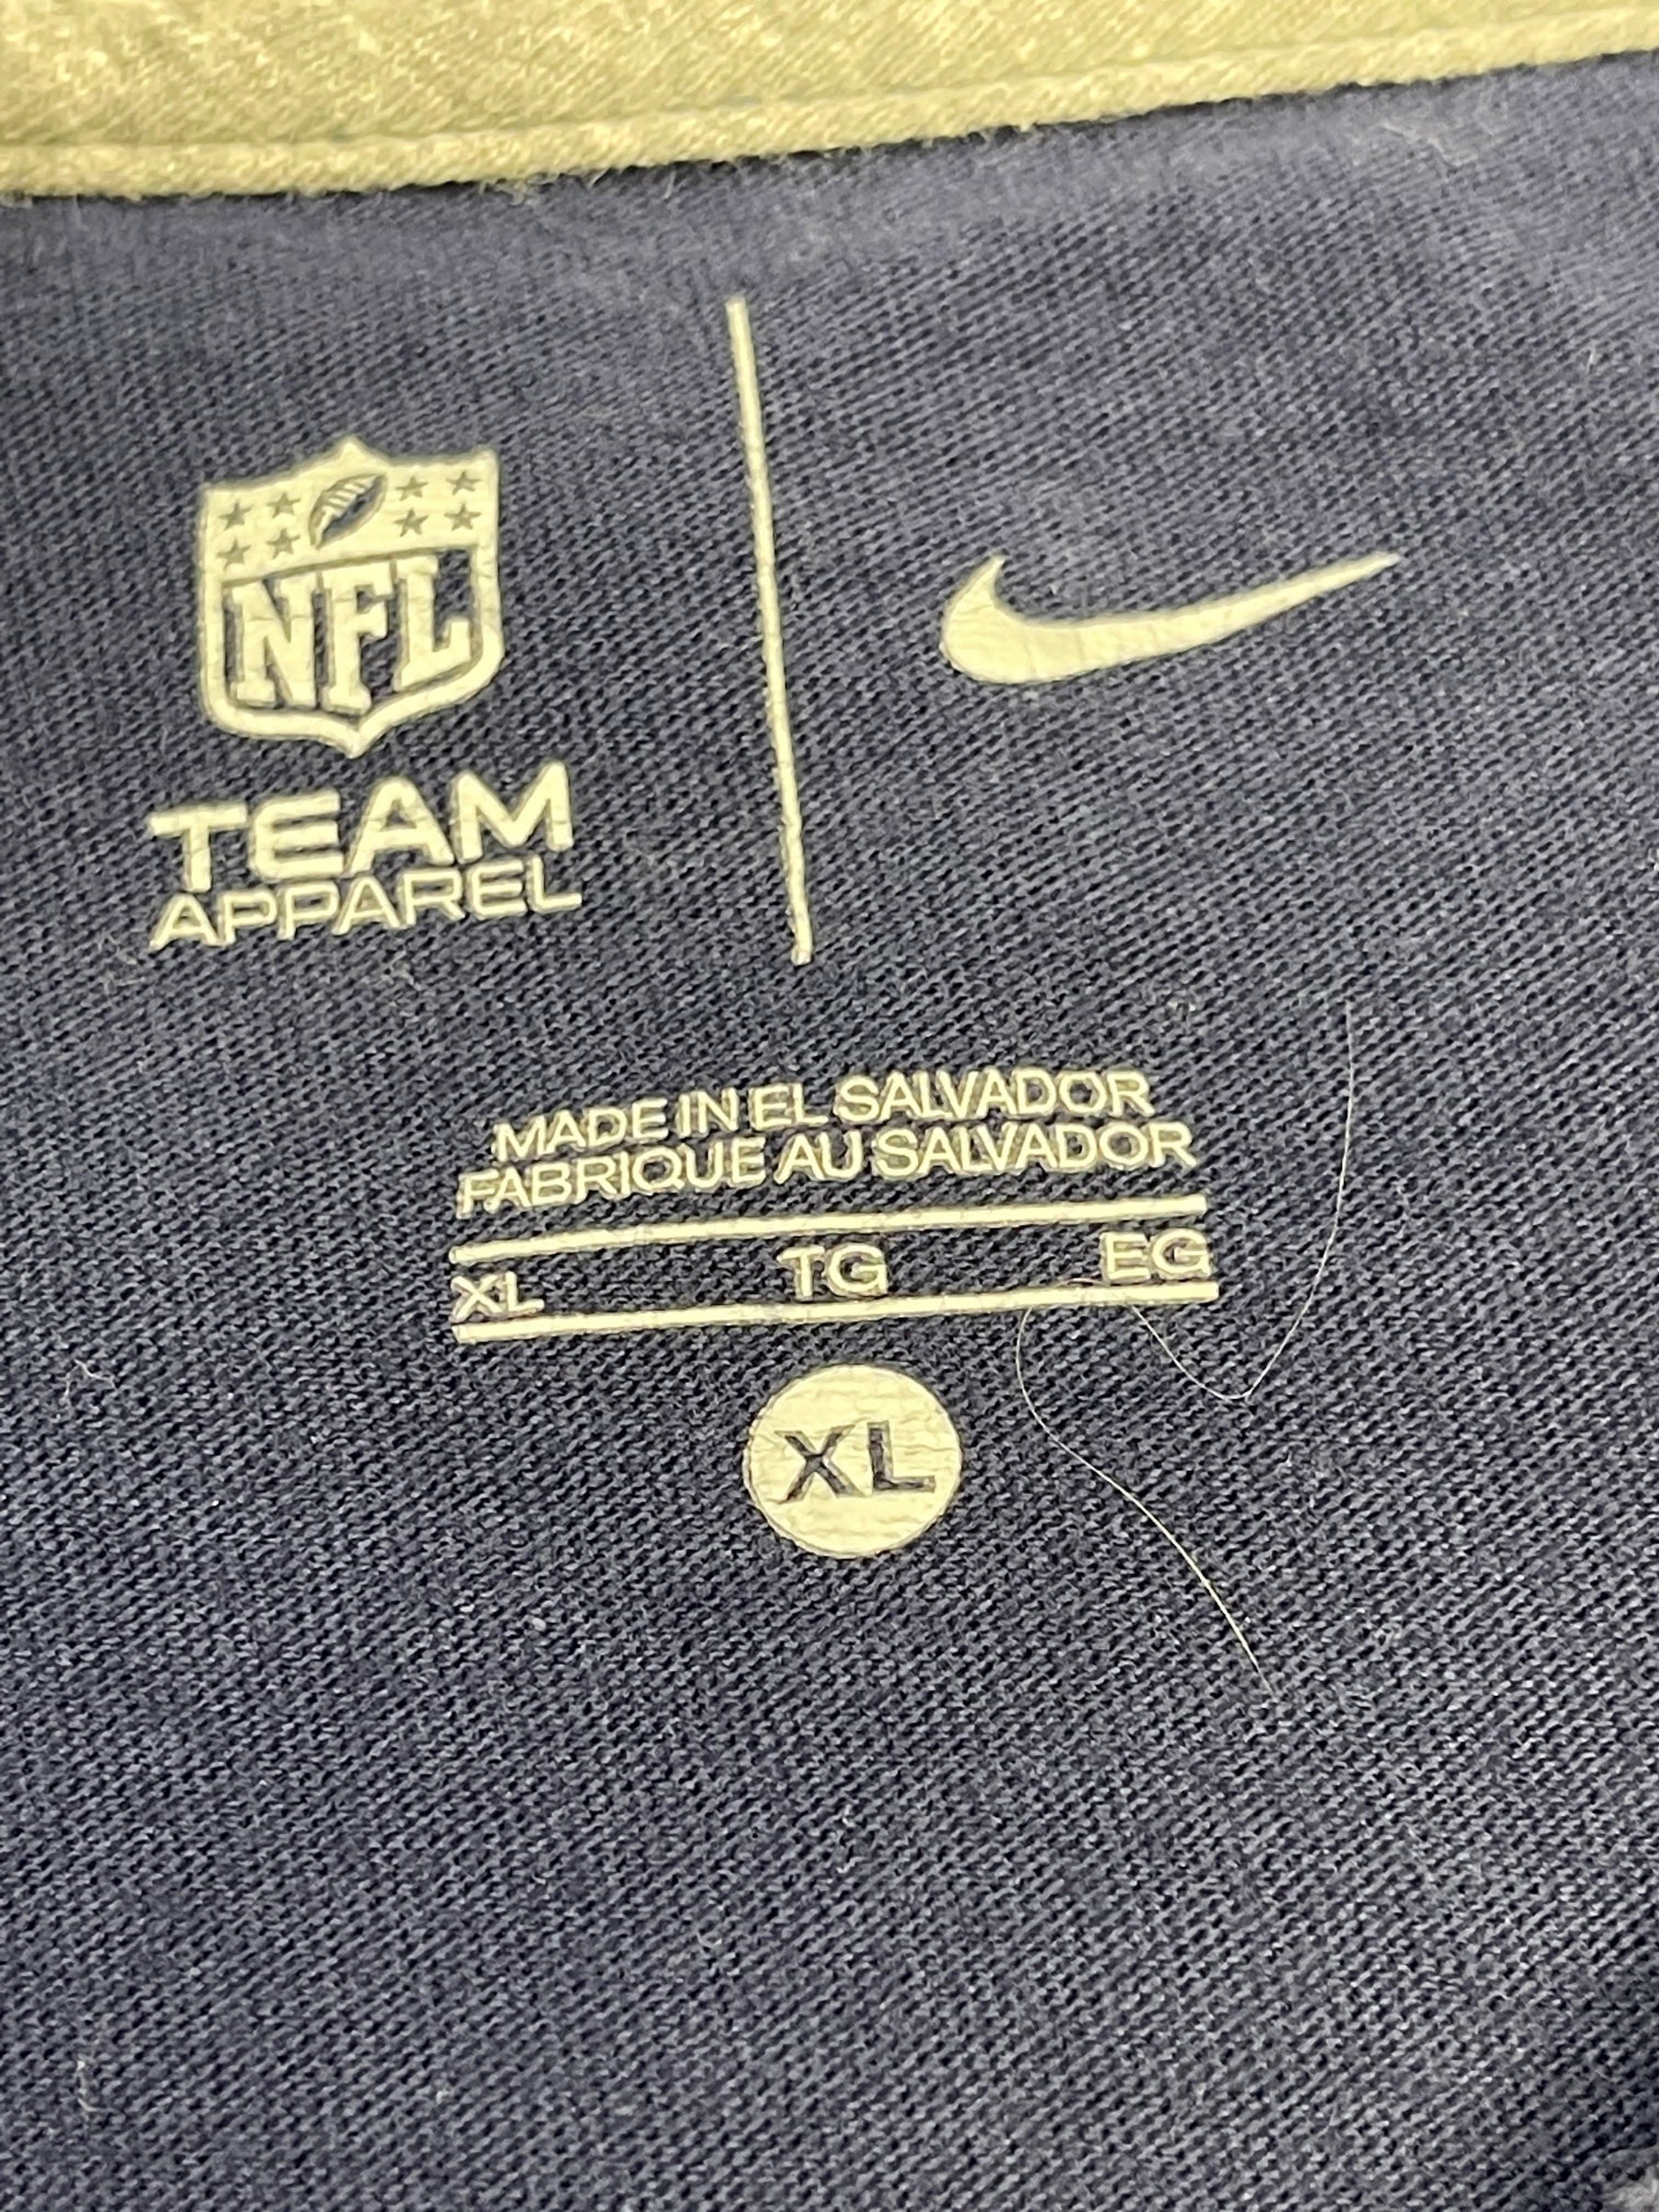 NFL
TEAM
APPAREL
MADE IN EL SALVADOR
FABRIQUE AU SALVADOR
XL TG EG
XL